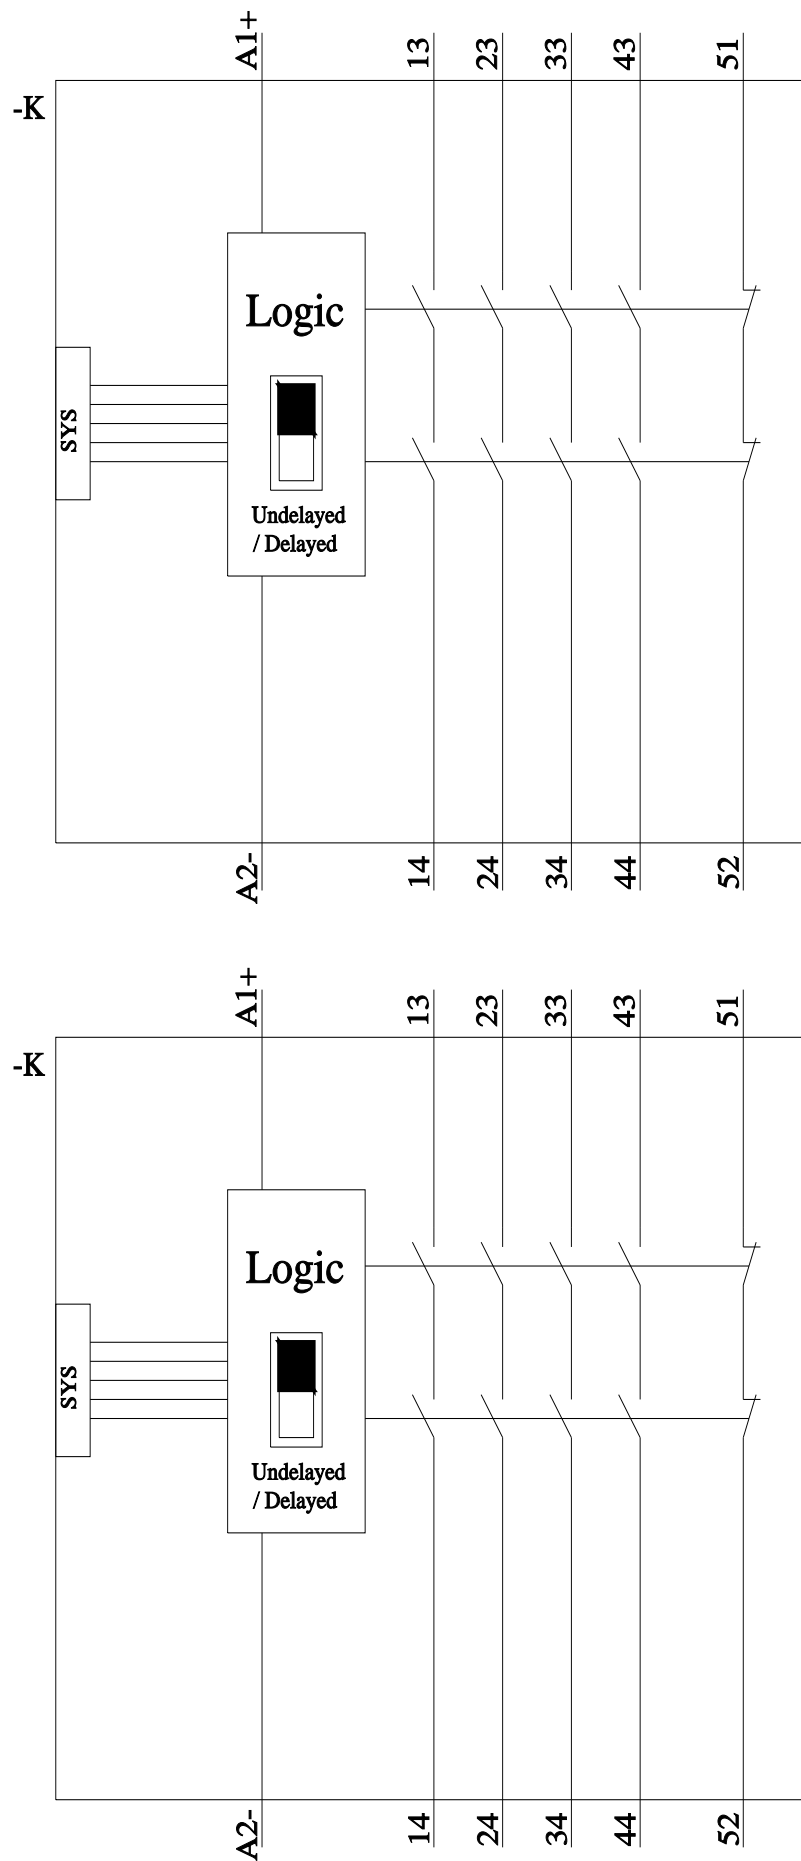 A1+
13
23
33
43
51
-K
Logic
SYS
Undelayed
/ Delayed
A2-
14
24
34
44
52
A1+
13
23
33
43
51
-K
Logic
SYS
Undelayed
/ Delayed
A2-
14
24
34
44
52